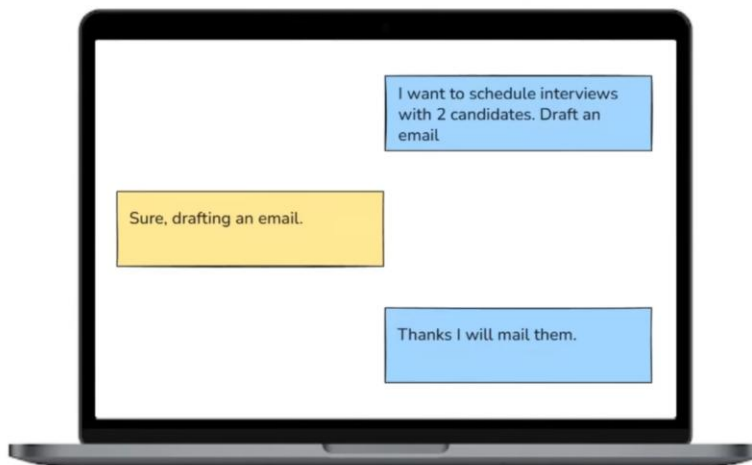 I want to schedule interviews
with 2 candidates. Draft an
email
Sure, drafting an email.
Thanks I will mail them.